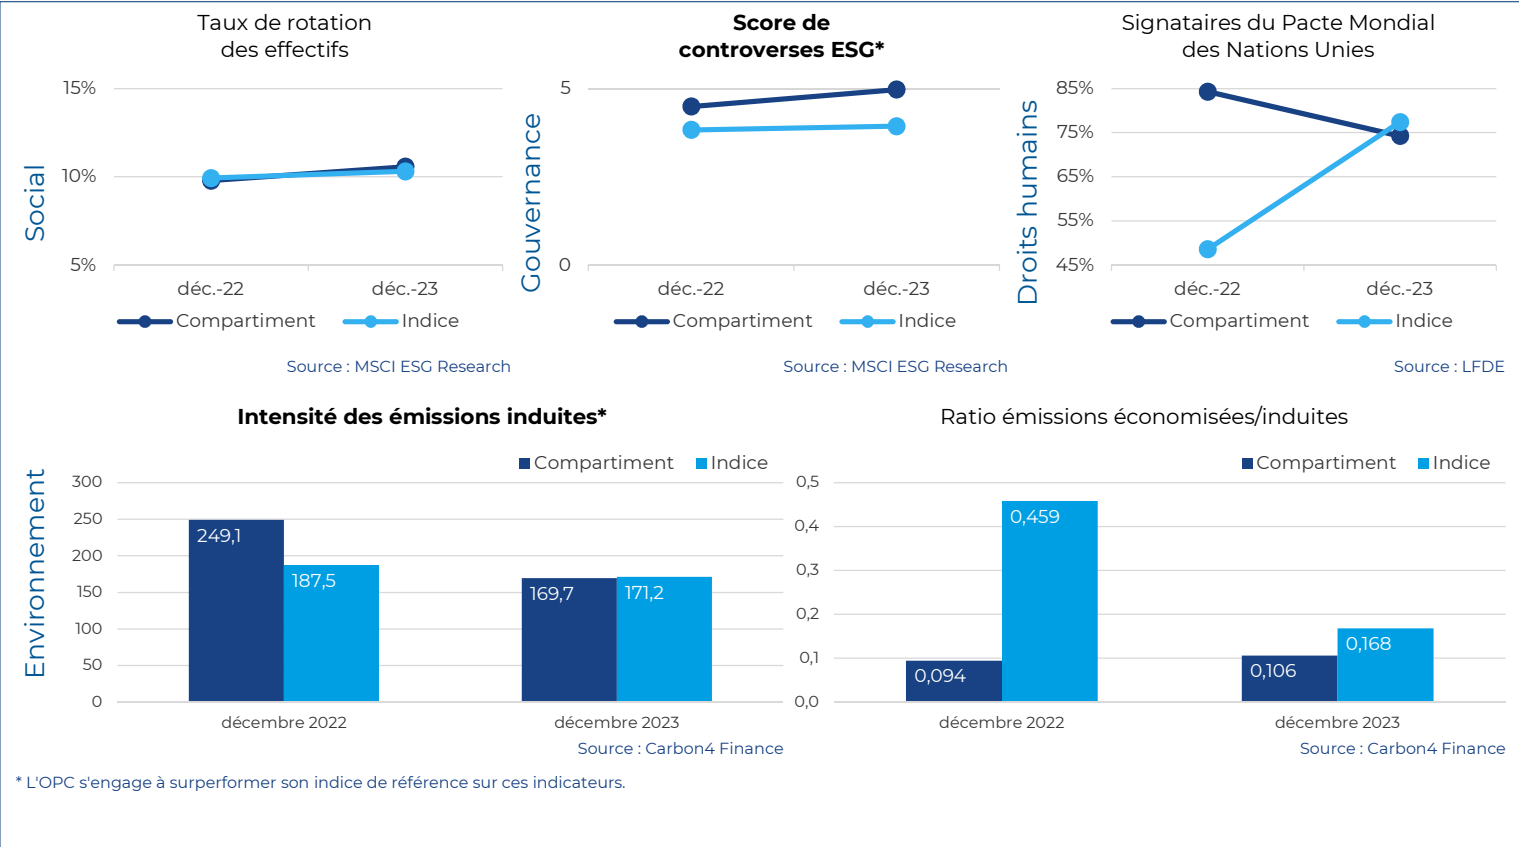 Taux de rotation
des effectifs
Social
15%
10%
5%
déc.-22
déc.-23
Compartiment
Indice
Source : MSCI ESG Research
Score de
controverses ESG*
Gouvernance
5
0
déc.-22
déc.-23
Compartiment
Indice
Source : MSCI ESG Research
Signataires du Pacte Mondial
des Nations Unies
Droits humains
85%
75%
65%
55%
45%
déc.-22
déc.-23
Compartiment
Indice
Source : LFDE
Intensité des émissions induites*
Environnement
Compartiment
Indice
300
250
200
150
100
50
0
249,1
187,5
169,7
171,2
décembre 2022
décembre 2023
Source : Carbon4 Finance
Ratio émissions économisées/induites
Compartiment
Indice
0,5
0,4
0,3
0,2
0,1
0,0
0,094
0,459
0,106
0,168
décembre 2022
décembre 2023
Source : Carbon4 Finance
* L'OPC s'engage à surperformer son indice de référence sur ces indicateurs.